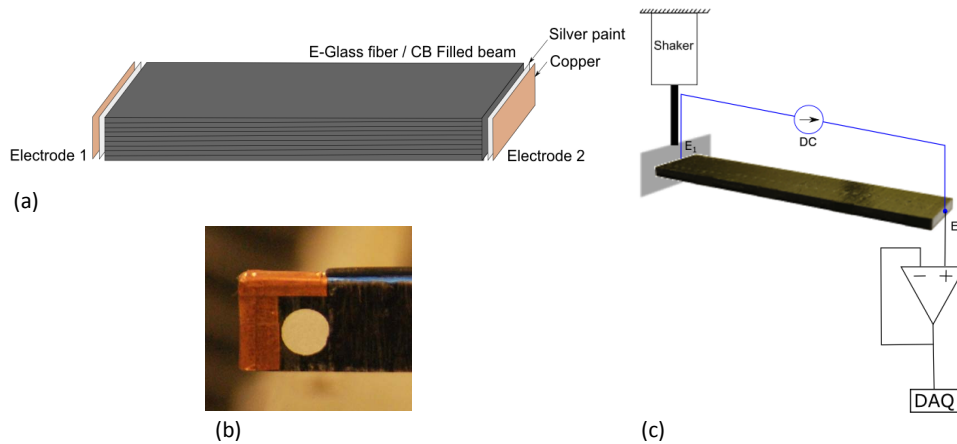 E-Glass fiber / CB Filled beam
Silver paint
Copper
Electrode 1
Electrode 2
(a)
(b)
Shaker
DC
E1
E
− +
DAQ
(c)